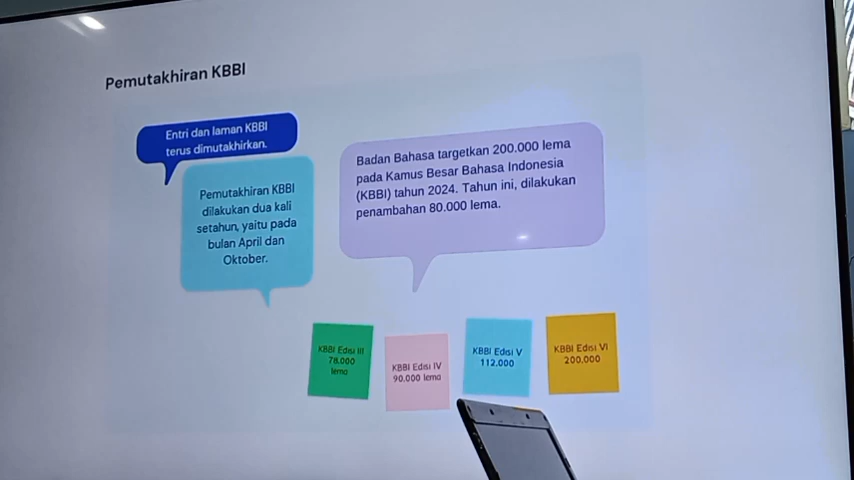 Pemutakhiran KBBI
Entri dan laman KBBI
terus dimutakhirkan.
Pemutakhiran KBBI
dilakukan dua kali
setahun, yaitu pada
bulan April dan
Oktober.
Badan Bahasa targetkan 200.000 lema
pada Kamus Besar Bahasa Indonesia
(KBBI) tahun 2024. Tahun ini, dilakukan
penambahan 80.000 lema.
KBBI Edisi III
78.000
lema
KBBI Edisi IV
90.000 lema
KBBI Edisi V
112.000
KBBI Edisi VI
200.000